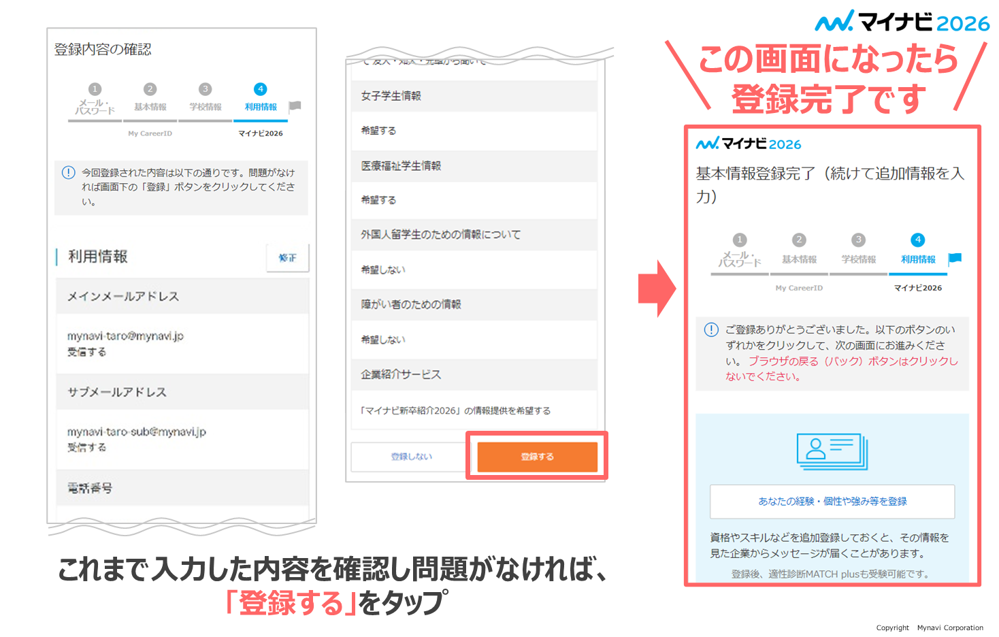 マイナビ2026
この画面になったら
登録完了です
登録内容の確認
1
2
3
4
メール・
パスワード
基本情報
学校情報
利用情報
My CareerID
マイナビ2026
今回登録された内容は以下の通りです。問題がなけ
れば画面下の「登録」ボタンをクリックしてくださ
い。
利用情報
修正
メインメールアドレス
mynavi-taro@mynavi.jp
受信する
サブメールアドレス
mynavi-taro-sub@mynavi.jp
受信する
電話番号
で 友人・知人・先輩から聞いて
女子学生情報
希望する
医療福祉学生情報
希望する
外国人留学生のための情報について
希望しない
障がい者のための情報
希望しない
企業紹介サービス
「マイナビ新卒紹介2026」の情報提供を希望する
登録しない
登録する
マイナビ2026
基本情報登録完了（続けて追加情報を入
力）
1
2
3
4
メール・
パスワード
基本情報
学校情報
利用情報
My CareerID
マイナビ2026
ご登録ありがとうございました。以下のボタンのい
ずれかをクリックして、次の画面にお進みくださ
い。 ブラウザの戻る（バック）ボタンはクリックし
ないでください。
あなたの経験・個性や強み等を登録
資格やスキルなどを追加登録しておくと、その情報を
見た企業からメッセージが届くことがあります。
登録後、適性診断MATCH plusも受験可能です。
これまで入力した内容を確認し問題がなければ、
「登録する」をタップ
Copyright Mynavi Corporation